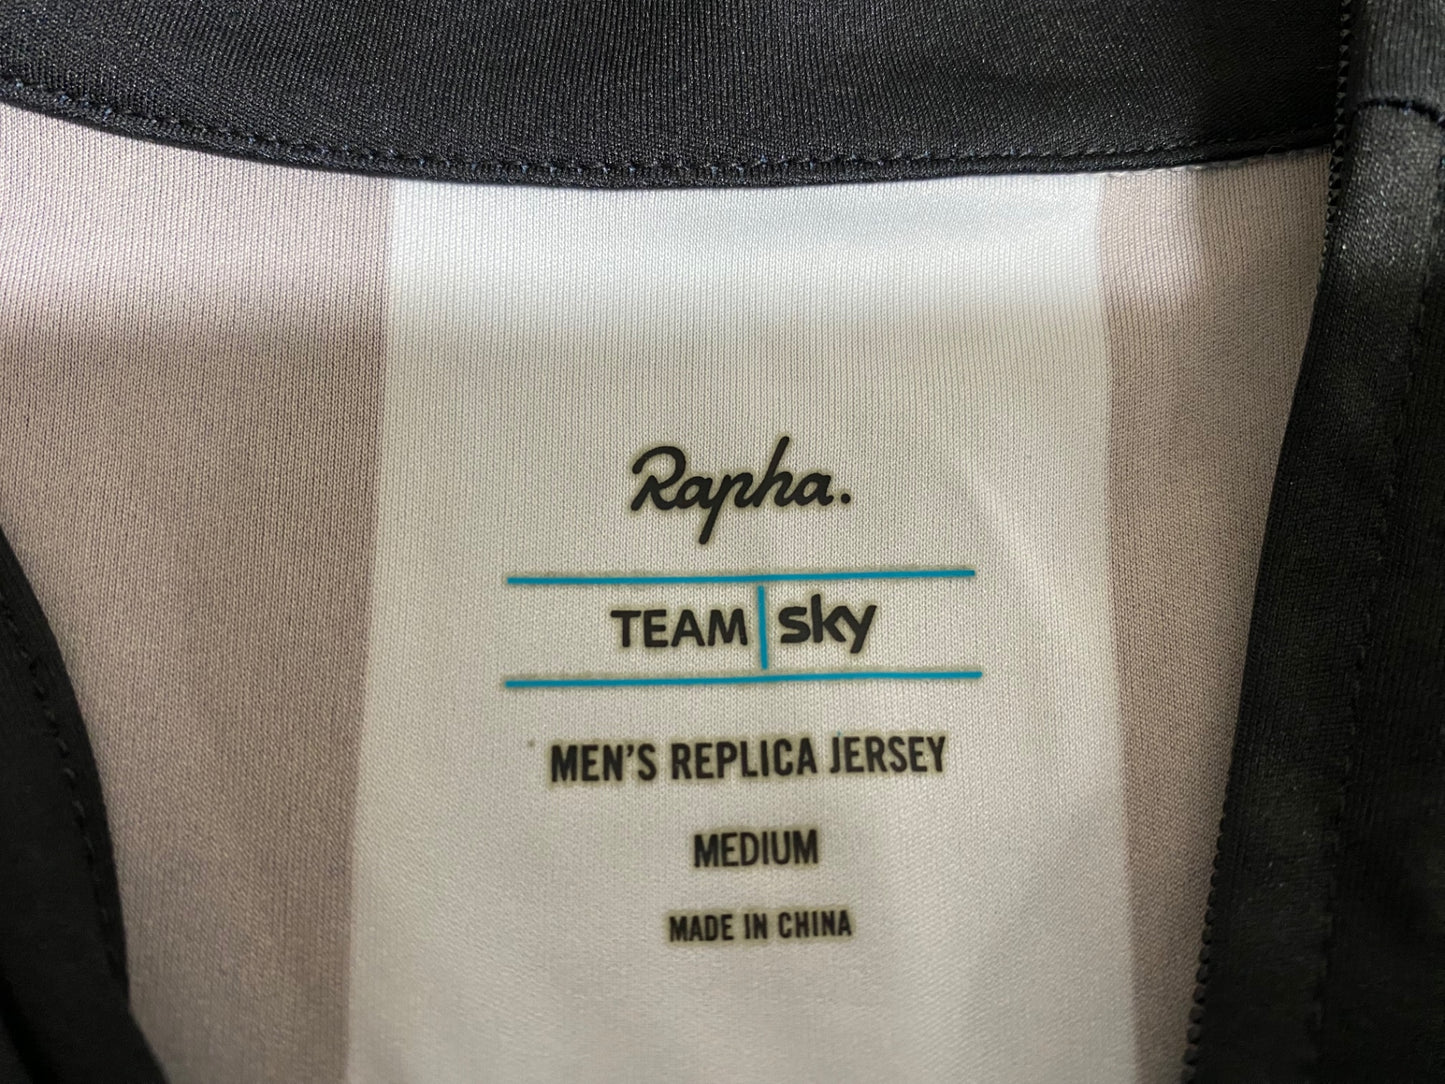 Rapha.
TEAM sky
MEN'S REPLICA JERSEY
MEDIUM
MADE IN CHINA